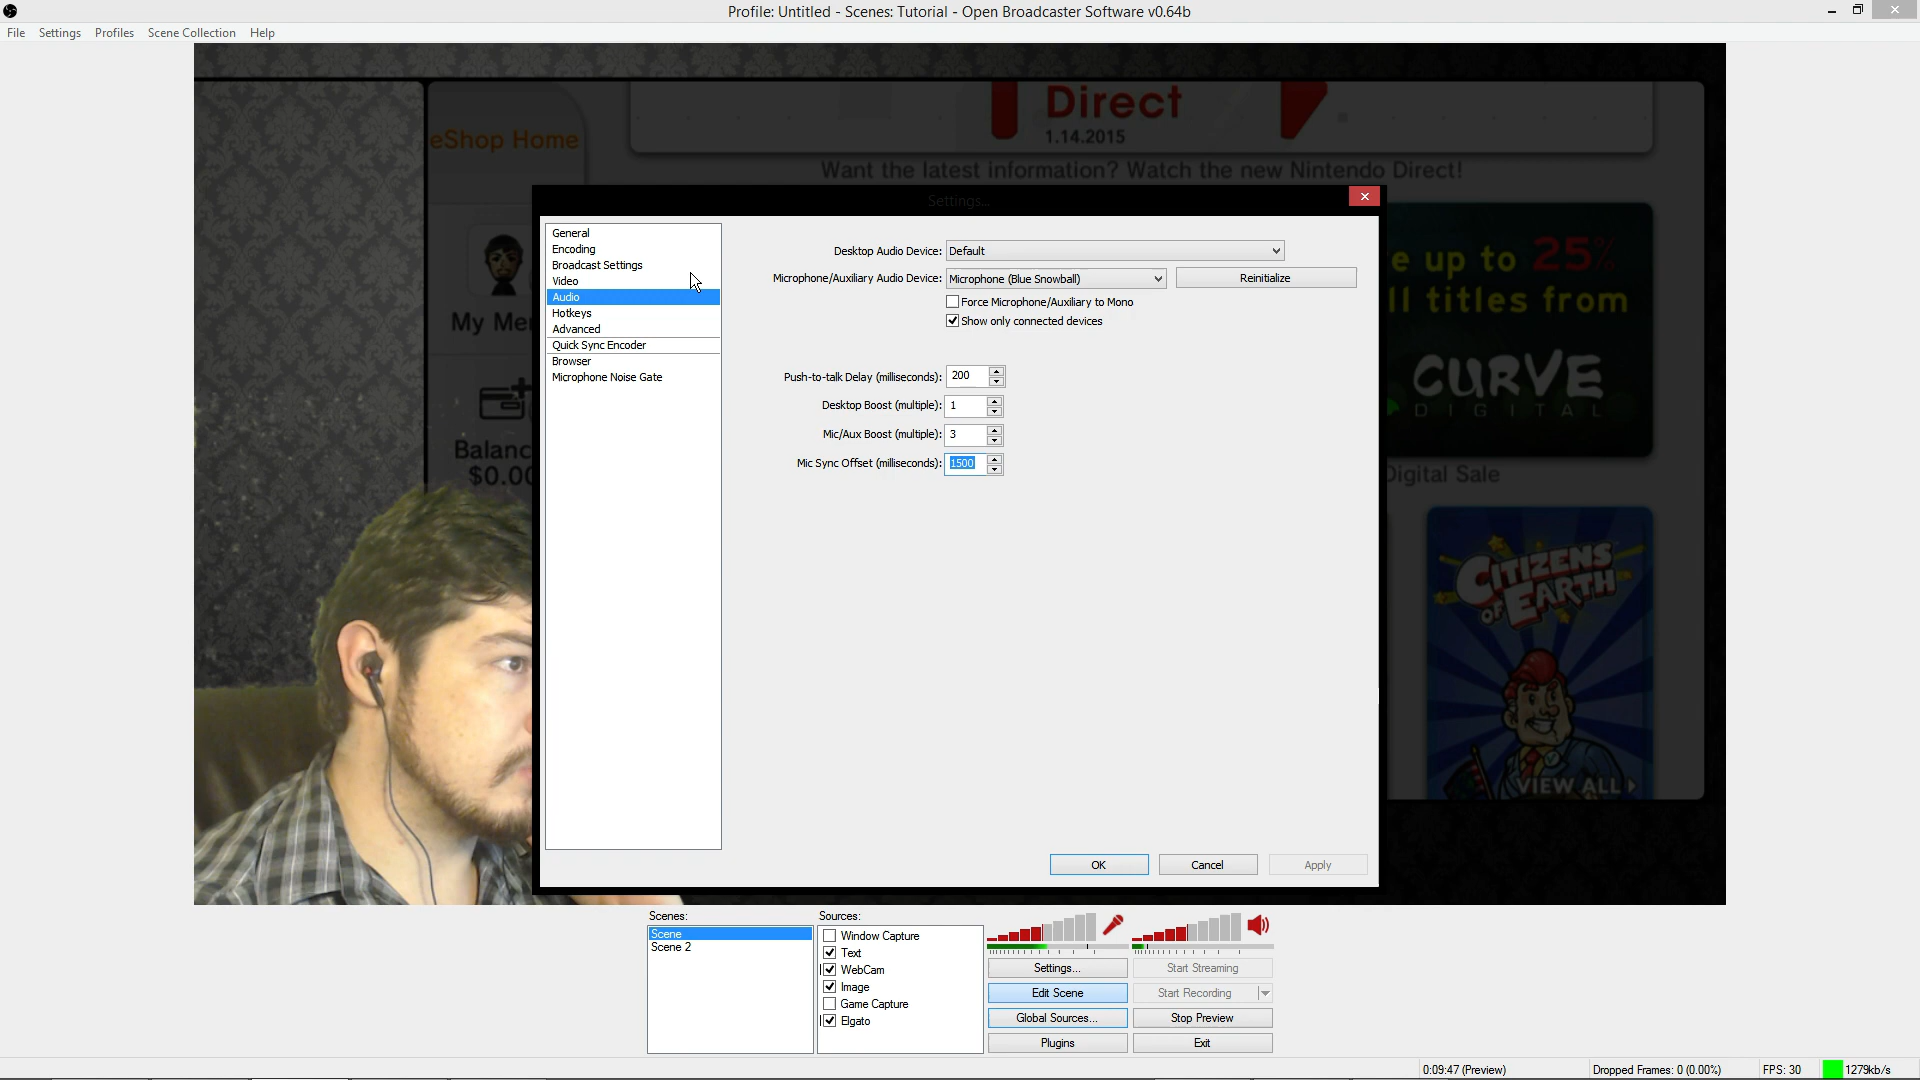 Profile: Untitled - Scenes: Tutorial - Open Broadcaster Software v0.64b
File Settings Profiles Scene Collection Help
Direct
1.14.2015
eShop Home
Want the latest information? Watch the new Nintendo Direct!
Settings...
General
Encoding
Broadcast Settings
Video
Audio
Hotkeys
Advanced
Quick Sync Encoder
Browser
Microphone Noise Gate
Desktop Audio Device: Default
Microphone/Auxiliary Audio Device: Microphone (Blue Snowball) Reinitialize
Force Microphone/Auxiliary to Mono
Show only connected devices
Push-to-talk Delay (milliseconds): 200
Desktop Boost (multiple): 1
Mic/Aux Boost (multiple): 3
Mic Sync Offset (milliseconds): 1500
OK Cancel Apply
My Me
Balanc
$0.0
e up to 25%
ll titles from
CURVE
DIGITAL
Digital Sale
CITIZENS
OF EARTH
VIEW ALL
Scenes:
Scene
Scene 2
Sources:
Window Capture
Text
WebCam
Image
Game Capture
Elgato
Settings... Start Streaming
Edit Scene Start Recording
Global Sources... Stop Preview
Plugins Exit
0:09:47 (Preview) Dropped Frames: 0 (0.00%) FPS: 30 1279kb/s